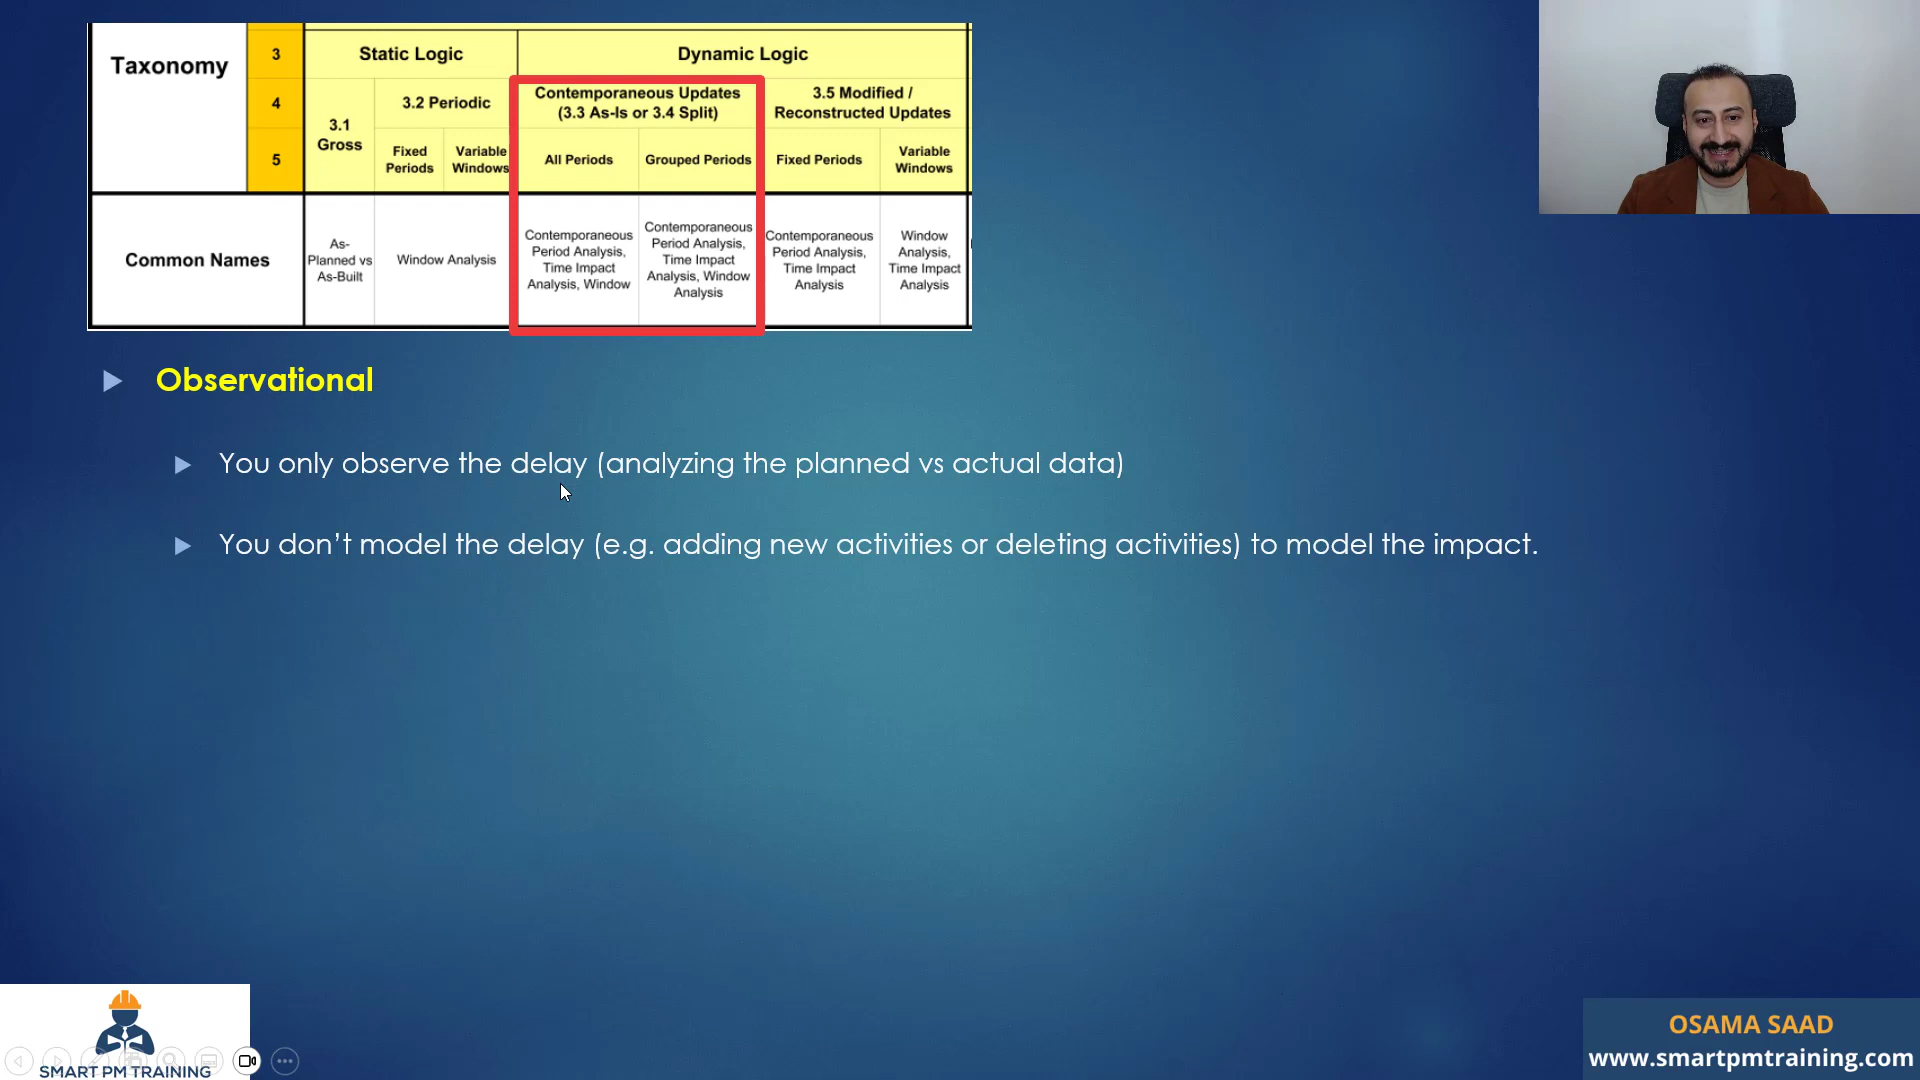 Taxonomy
3
Static Logic
Dynamic Logic
4
3.1
Gross
3.2 Periodic
Contemporaneous Updates
(3.3 As-Is or 3.4 Split)
3.5 Modified /
Reconstructed Updates
5
Fixed
Periods
Variable
Windows
All Periods
Grouped Periods
Fixed Periods
Variable
Windows
Common Names
As-
Planned vs
As-Built
Window Analysis
Contemporaneous
Period Analysis,
Time Impact
Analysis, Window
Contemporaneous
Period Analysis,
Time Impact
Analysis, Window
Analysis
Contemporaneous
Period Analysis,
Time Impact
Analysis
Window
Analysis,
Time Impact
Analysis
Observational
You only observe the delay (analyzing the planned vs actual data)
You don’t model the delay (e.g. adding new activities or deleting activities) to model the impact.
SMART PM TRAINING
OSAMA SAAD
www.smartpmtraining.com